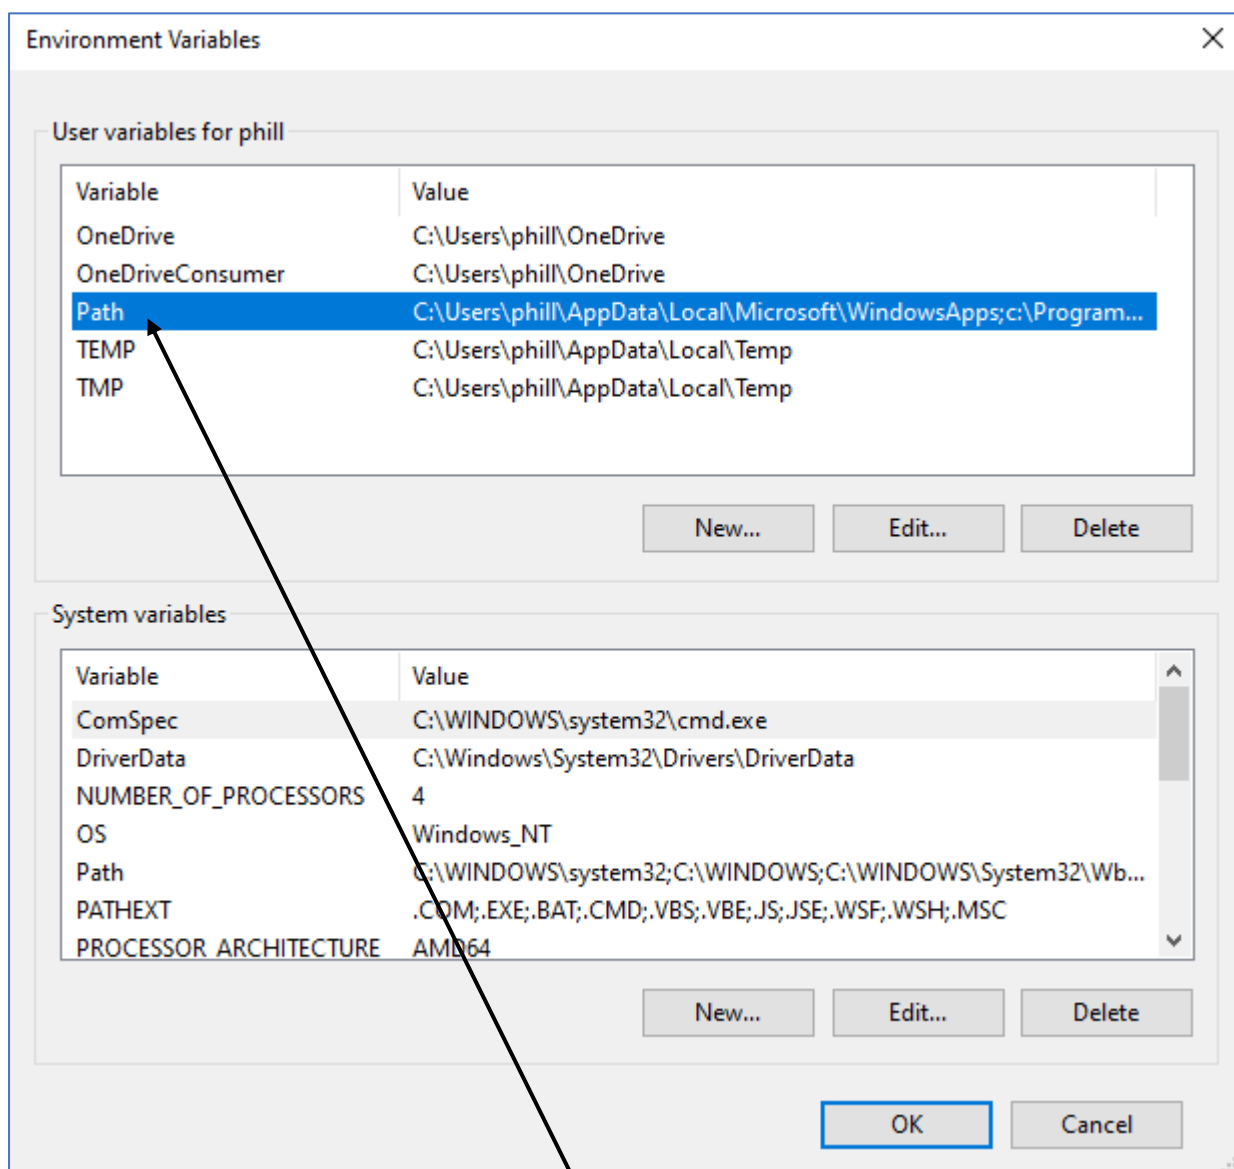 Environment Variables
User variables for phill
Variable Value
OneDrive C:\Users\phill\OneDrive
OneDriveConsumer C:\Users\phill\OneDrive
Path C:\Users\phill\AppData\Local\Microsoft\WindowsApps;c:\Program...
TEMP C:\Users\phill\AppData\Local\Temp
TMP C:\Users\phill\AppData\Local\Temp
New... Edit... Delete
System variables
Variable Value
ComSpec C:\WINDOWS\system32\cmd.exe
DriverData C:\Windows\System32\Drivers\DriverData
NUMBER_OF_PROCESSORS 4
OS Windows_NT
Path C:\WINDOWS\system32;C:\WINDOWS;C:\WINDOWS\System32\Wb...
PATHEXT .COM;.EXE;.BAT;.CMD;.VBS;.VBE;.JS;.JSE;.WSF;.WSH;.MSC
PROCESSOR_ARCHITECTURE AMD64
New... Edit... Delete
OK Cancel